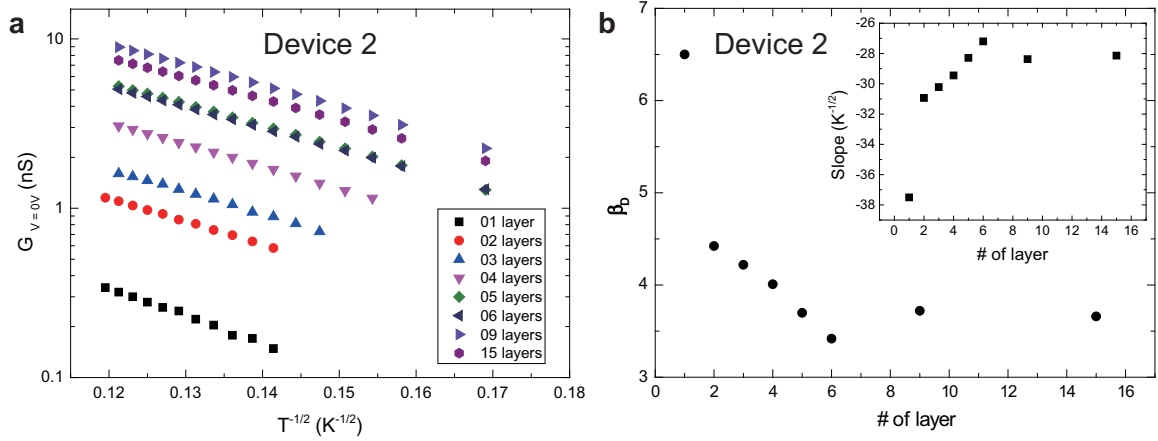 a
Device 2
10
1
0.1
G V = 0V (nS)
0.12 0.13 0.14 0.15 0.16 0.17 0.18
T-1/2 (K-1/2)
01 layer
02 layers
03 layers
04 layers
05 layers
06 layers
09 layers
15 layers
b
Device 2
7
6
5
4
3
βD
0 2 4 6 8 10 12 14 16
# of layer
-26
-28
-30
-32
-34
-36
-38
Slope (K-1/2)
0 2 4 6 8 10 12 14 16
# of layer